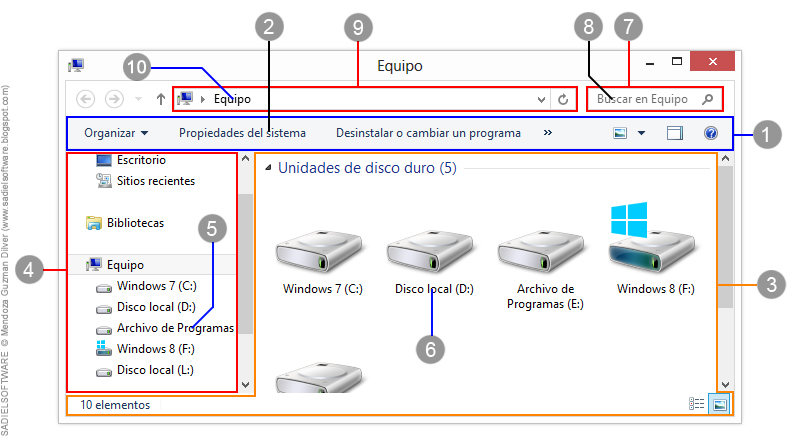 2
9
8
7
10
Equipo
Equipo
Buscar en Equipo
Organizar
Propiedades del sistema
Desinstalar o cambiar un programa
»
1
Escritorio
Sitios recientes
Bibliotecas
5
Equipo
4
Windows 7 (C:)
Disco local (D:)
Archivo de Programas
Windows 8 (F:)
Disco local (L:)
Unidades de disco duro (5)
Windows 7 (C:)
Disco local (D:)
Archivo de
Programas (E:)
Windows 8 (F:)
3
6
10 elementos
SADIELSOFTWARE © Mendoza Guzman Dilver (www.sadielsoftware.blogspot.com)